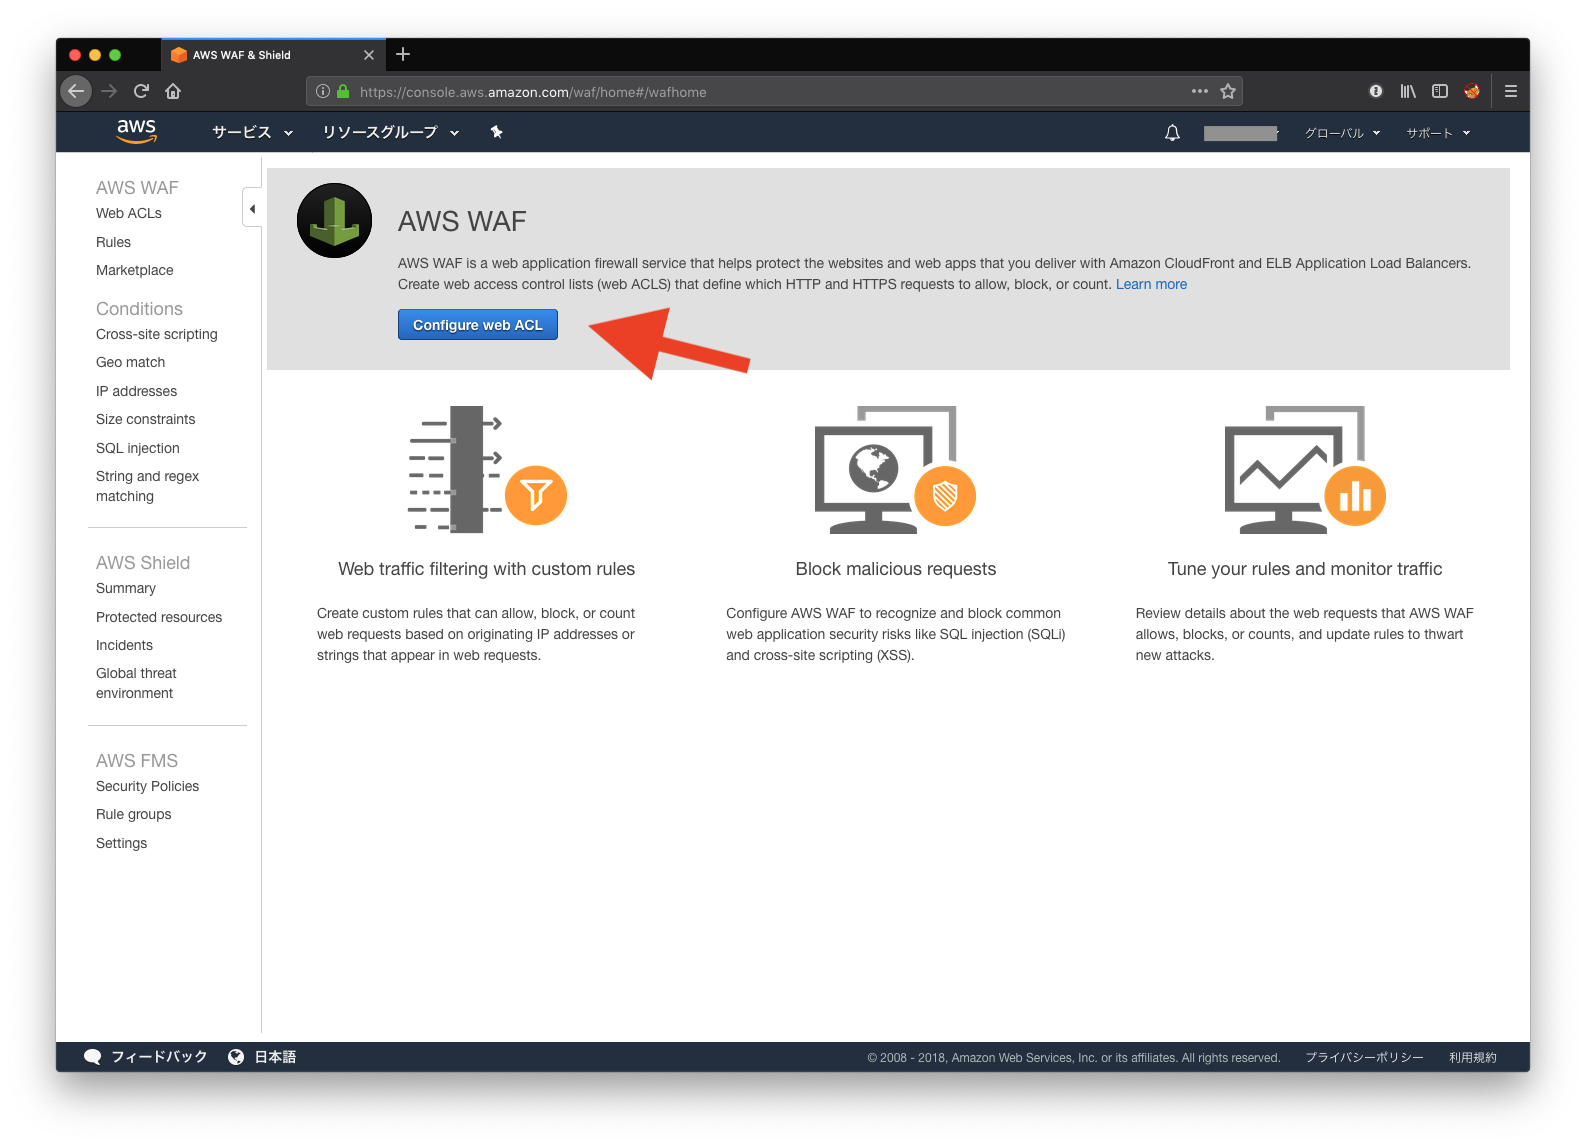 AWS WAF & Shield
https://console.aws.amazon.com/waf/home#/wafhome
aws
サービス
リソースグループ
グローバル
サポート
AWS WAF
Web ACLs
Rules
Marketplace
Conditions
Cross-site scripting
Geo match
IP addresses
Size constraints
SQL injection
String and regex
matching
AWS Shield
Summary
Protected resources
Incidents
Global threat
environment
AWS FMS
Security Policies
Rule groups
Settings
AWS WAF
AWS WAF is a web application firewall service that helps protect the websites and web apps that you deliver with Amazon CloudFront and ELB Application Load Balancers.
Create web access control lists (web ACLS) that define which HTTP and HTTPS requests to allow, block, or count. Learn more
Configure web ACL
Web traffic filtering with custom rules
Create custom rules that can allow, block, or count
web requests based on originating IP addresses or
strings that appear in web requests.
Block malicious requests
Configure AWS WAF to recognize and block common
web application security risks like SQL injection (SQLi)
and cross-site scripting (XSS).
Tune your rules and monitor traffic
Review details about the web requests that AWS WAF
allows, blocks, or counts, and update rules to thwart
new attacks.
フィードバック
日本語
© 2008 - 2018, Amazon Web Services, Inc. or its affiliates. All rights reserved.
プライバシーポリシー
利用規約